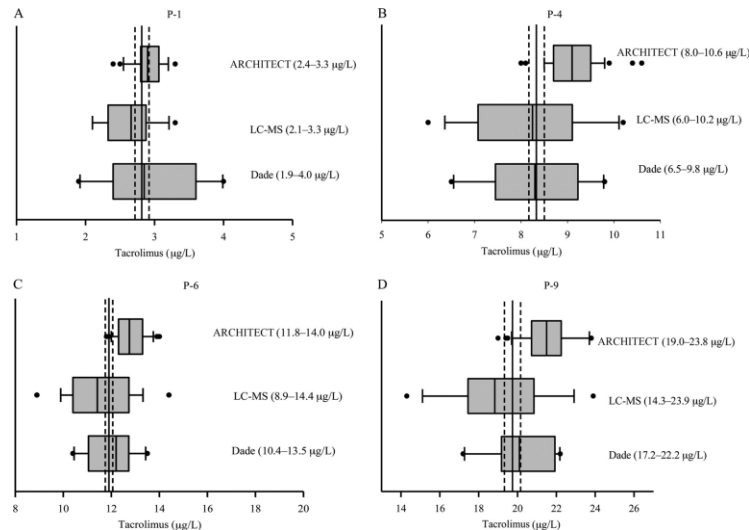 A
P-1
ARCHITECT (2.4–3.3 µg/L)
LC-MS (2.1–3.3 µg/L)
Dade (1.9–4.0 µg/L)
1 2 3 4 5
Tacrolimus (µg/L)
B
P-4
ARCHITECT (8.0–10.6 µg/L)
LC-MS (6.0–10.2 µg/L)
Dade (6.5–9.8 µg/L)
5 6 7 8 9 10 11
Tacrolimus (µg/L)
C
P-6
ARCHITECT (11.8–14.0 µg/L)
LC-MS (8.9–14.4 µg/L)
Dade (10.4–13.5 µg/L)
8 10 12 14 16 18 20
Tacrolimus (µg/L)
D
P-9
ARCHITECT (19.0–23.8 µg/L)
LC-MS (14.3–23.9 µg/L)
Dade (17.2–22.2 µg/L)
14 16 18 20 22 24 26
Tacrolimus (µg/L)